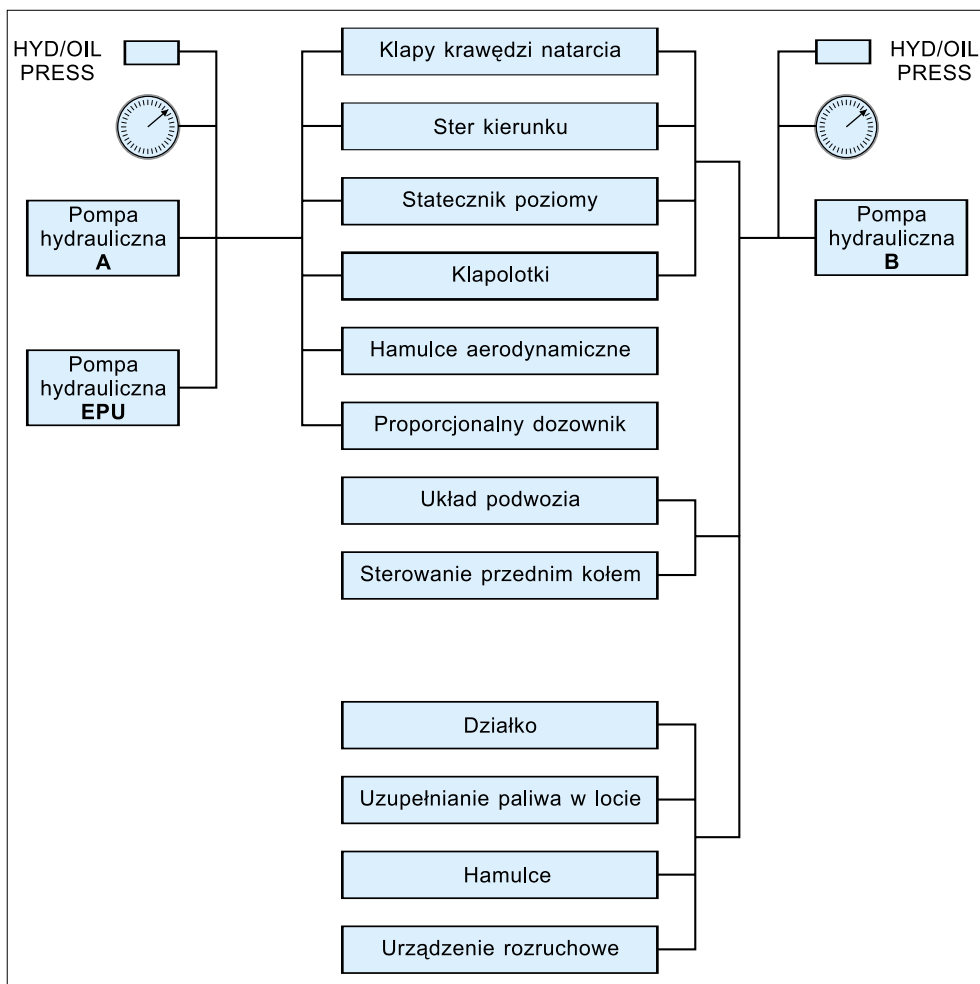 HYD/OIL
PRESS
Pompa
hydrauliczna
A
Pompa
hydrauliczna
EPU
Klapy krawędzi natarcia
Ster kierunku
Statecznik poziomy
Klapolotki
Hamulce aerodynamiczne
Proporcjonalny dozownik
Układ podwozia
Sterowanie przednim kołem
Działko
Uzupełnianie paliwa w locie
Hamulce
Urządzenie rozruchowe
HYD/OIL
PRESS
Pompa
hydrauliczna
B